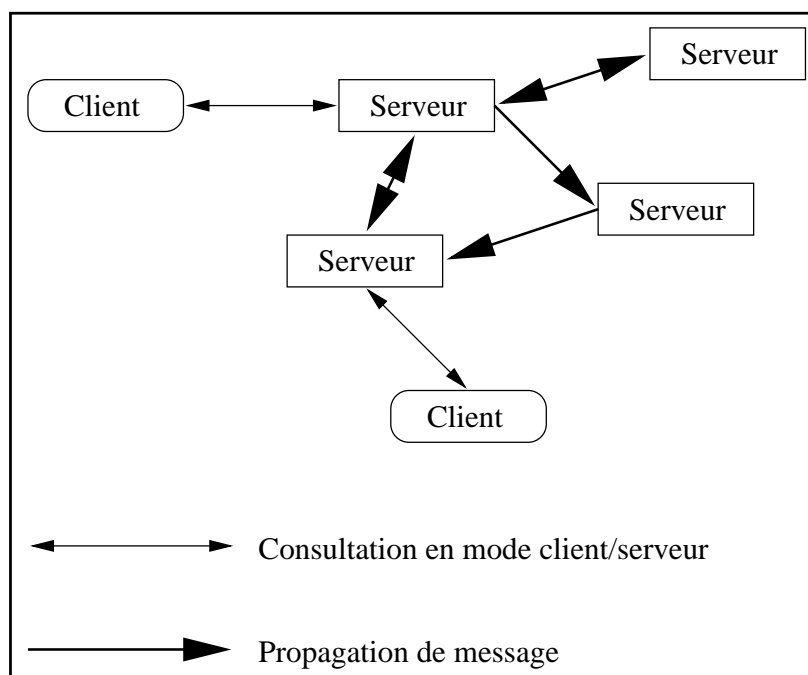 Serveur
Client
Serveur
Serveur
Serveur
Client
Consultation en mode client/serveur
Propagation de message